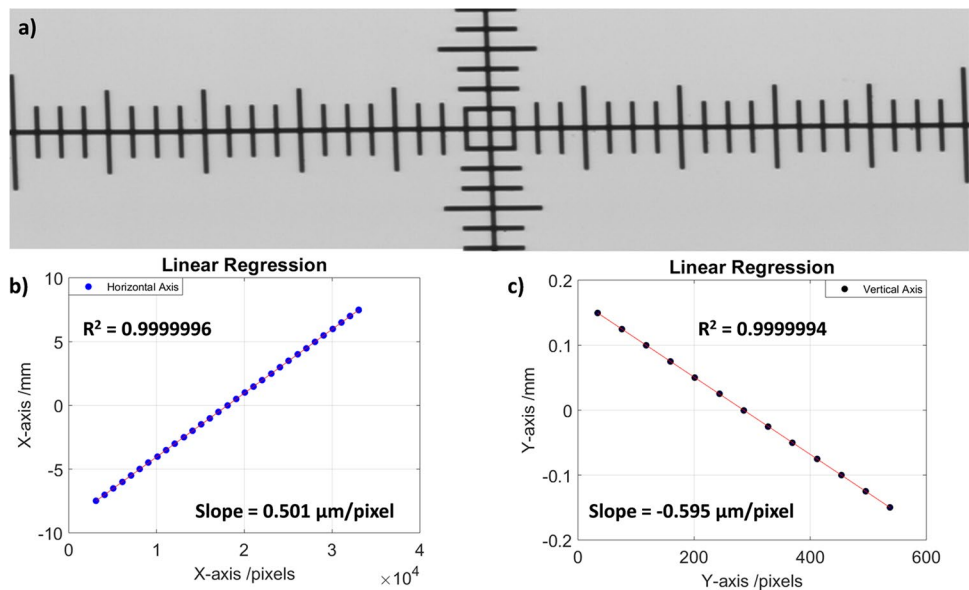 a)
b)
Linear Regression
Horizontal Axis
R² = 0.9999996
Slope = 0.501 µm/pixel
X-axis /mm
10
5
0
-5
-10
0
1
2
3
40
×10⁴
X-axis /pixels
c)
Linear Regression
Vertical Axis
R² = 0.9999994
Slope = -0.595 µm/pixel
Y-axis /mm
0.2
0.1
0
-0.1
-0.2
0
200
400
600
Y-axis /pixels